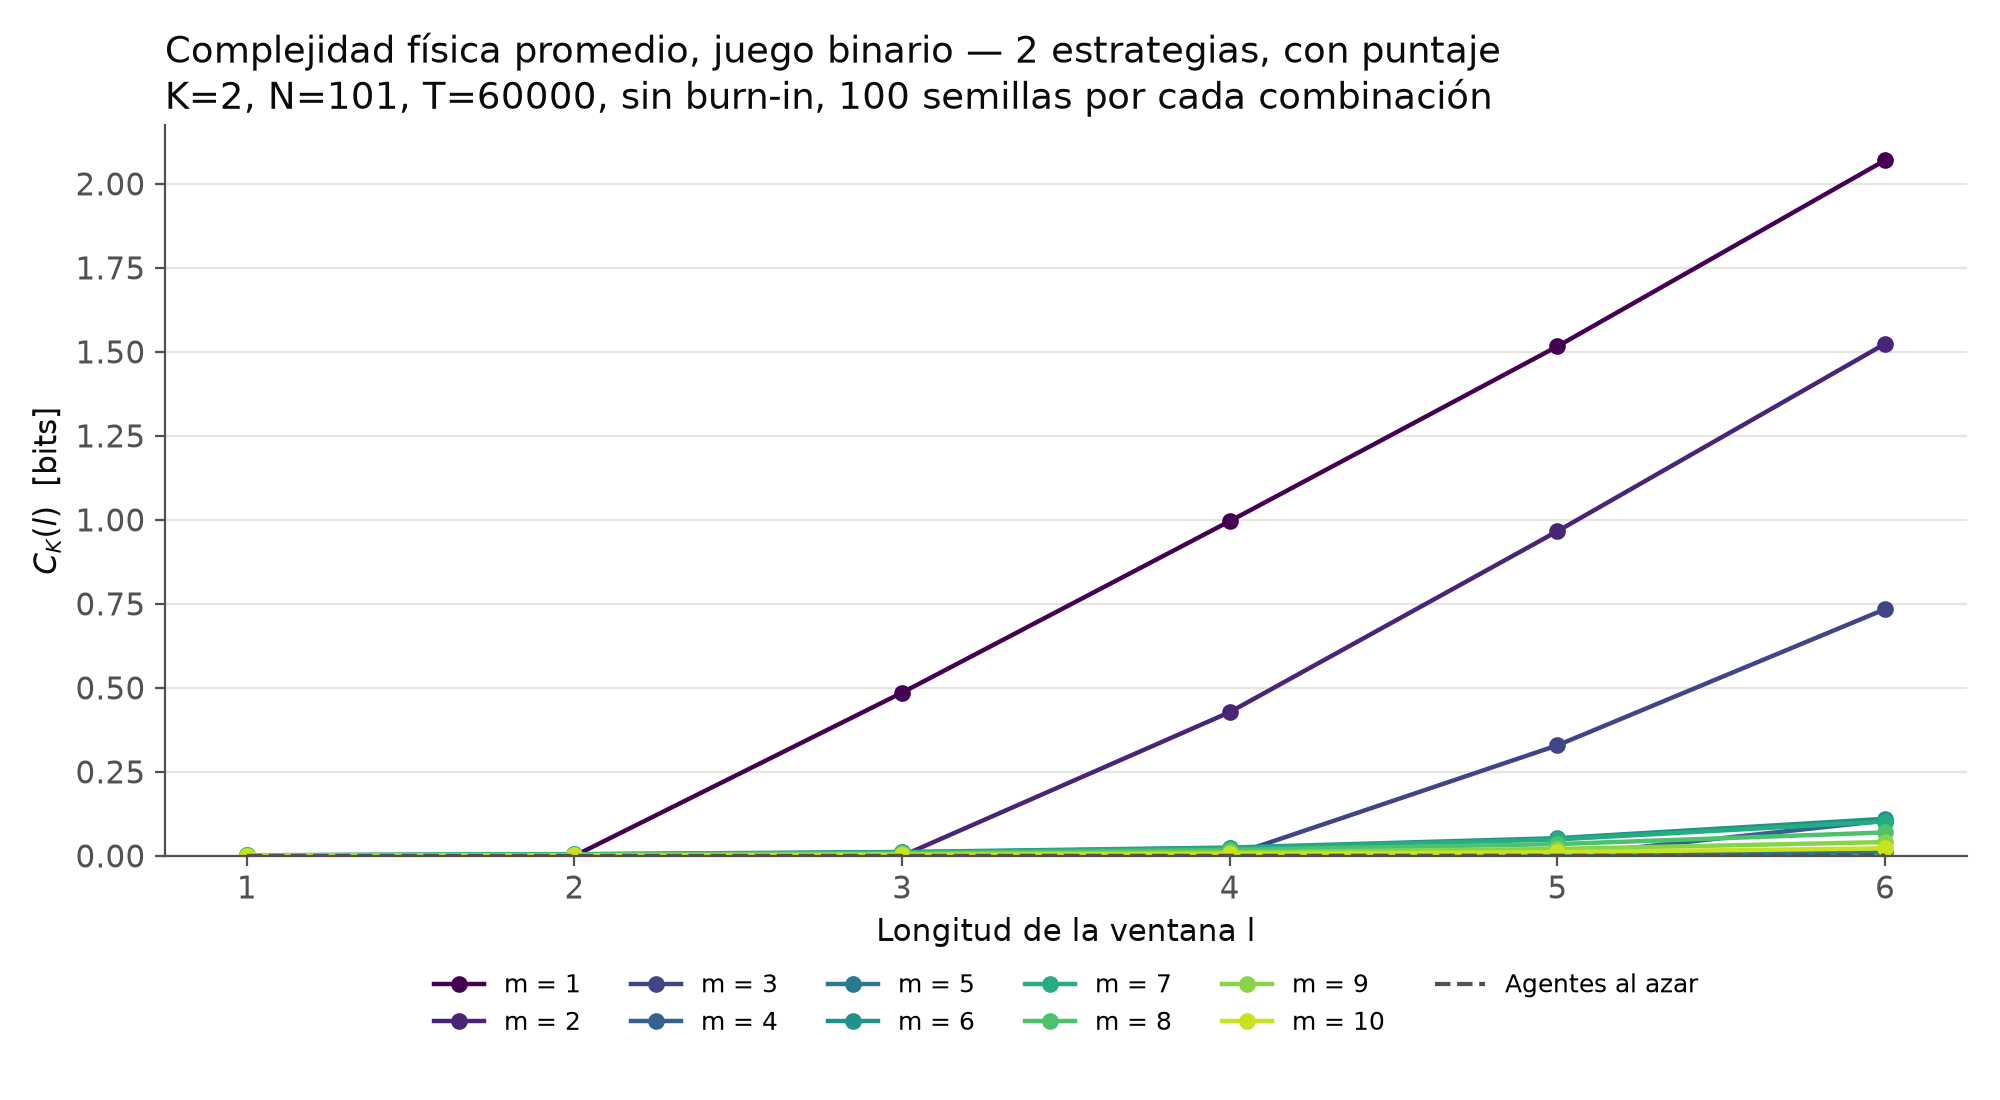 Complejidad física promedio, juego binario — 2 estrategias, con puntaje
K=2, N=101, T=60000, sin burn-in, 100 semillas por cada combinación
2.00
1.75
1.50
1.25
1.00
0.75
0.50
0.25
0.00
C_K(l) [bits]
1 2 3 4 5 6
Longitud de la ventana l
m = 1 m = 3 m = 5 m = 7 m = 9 Agentes al azar
m = 2 m = 4 m = 6 m = 8 m = 10